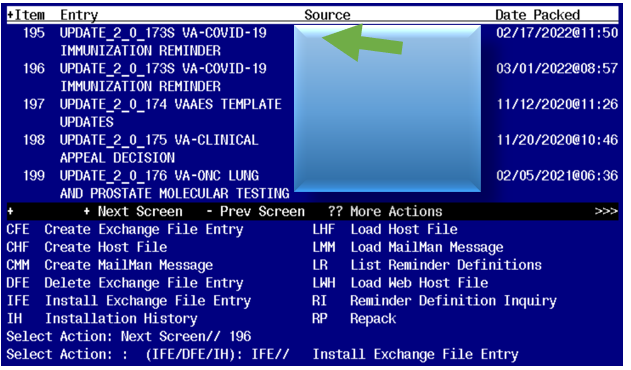 +Item Entry Source Date Packed
195 UPDATE_2_0_173S VA-COVID-19 02/17/2022@11:50
IMMUNIZATION REMINDER
196 UPDATE_2_0_173S VA-COVID-19 03/01/2022@08:57
IMMUNIZATION REMINDER
197 UPDATE_2_0_174 VAAES TEMPLATE 11/12/2020@11:26
UPDATES
198 UPDATE_2_0_175 VA-CLINICAL 11/20/2020@10:46
APPEAL DECISION
199 UPDATE_2_0_176 VA-ONC LUNG 02/05/2021@06:36
AND PROSTATE MOLECULAR TESTING
+ + Next Screen - Prev Screen ?? More Actions >>>
CFE Create Exchange File Entry LHF Load Host File
CHF Create Host File LMM Load MailMan Message
CMM Create MailMan Message LR List Reminder Definitions
DFE Delete Exchange File Entry LWH Load Web Host File
IFE Install Exchange File Entry RI Reminder Definition Inquiry
IH Installation History RP Repack
Select Action: Next Screen// 196
Select Action: : (IFE/DFE/IH): IFE// Install Exchange File Entry